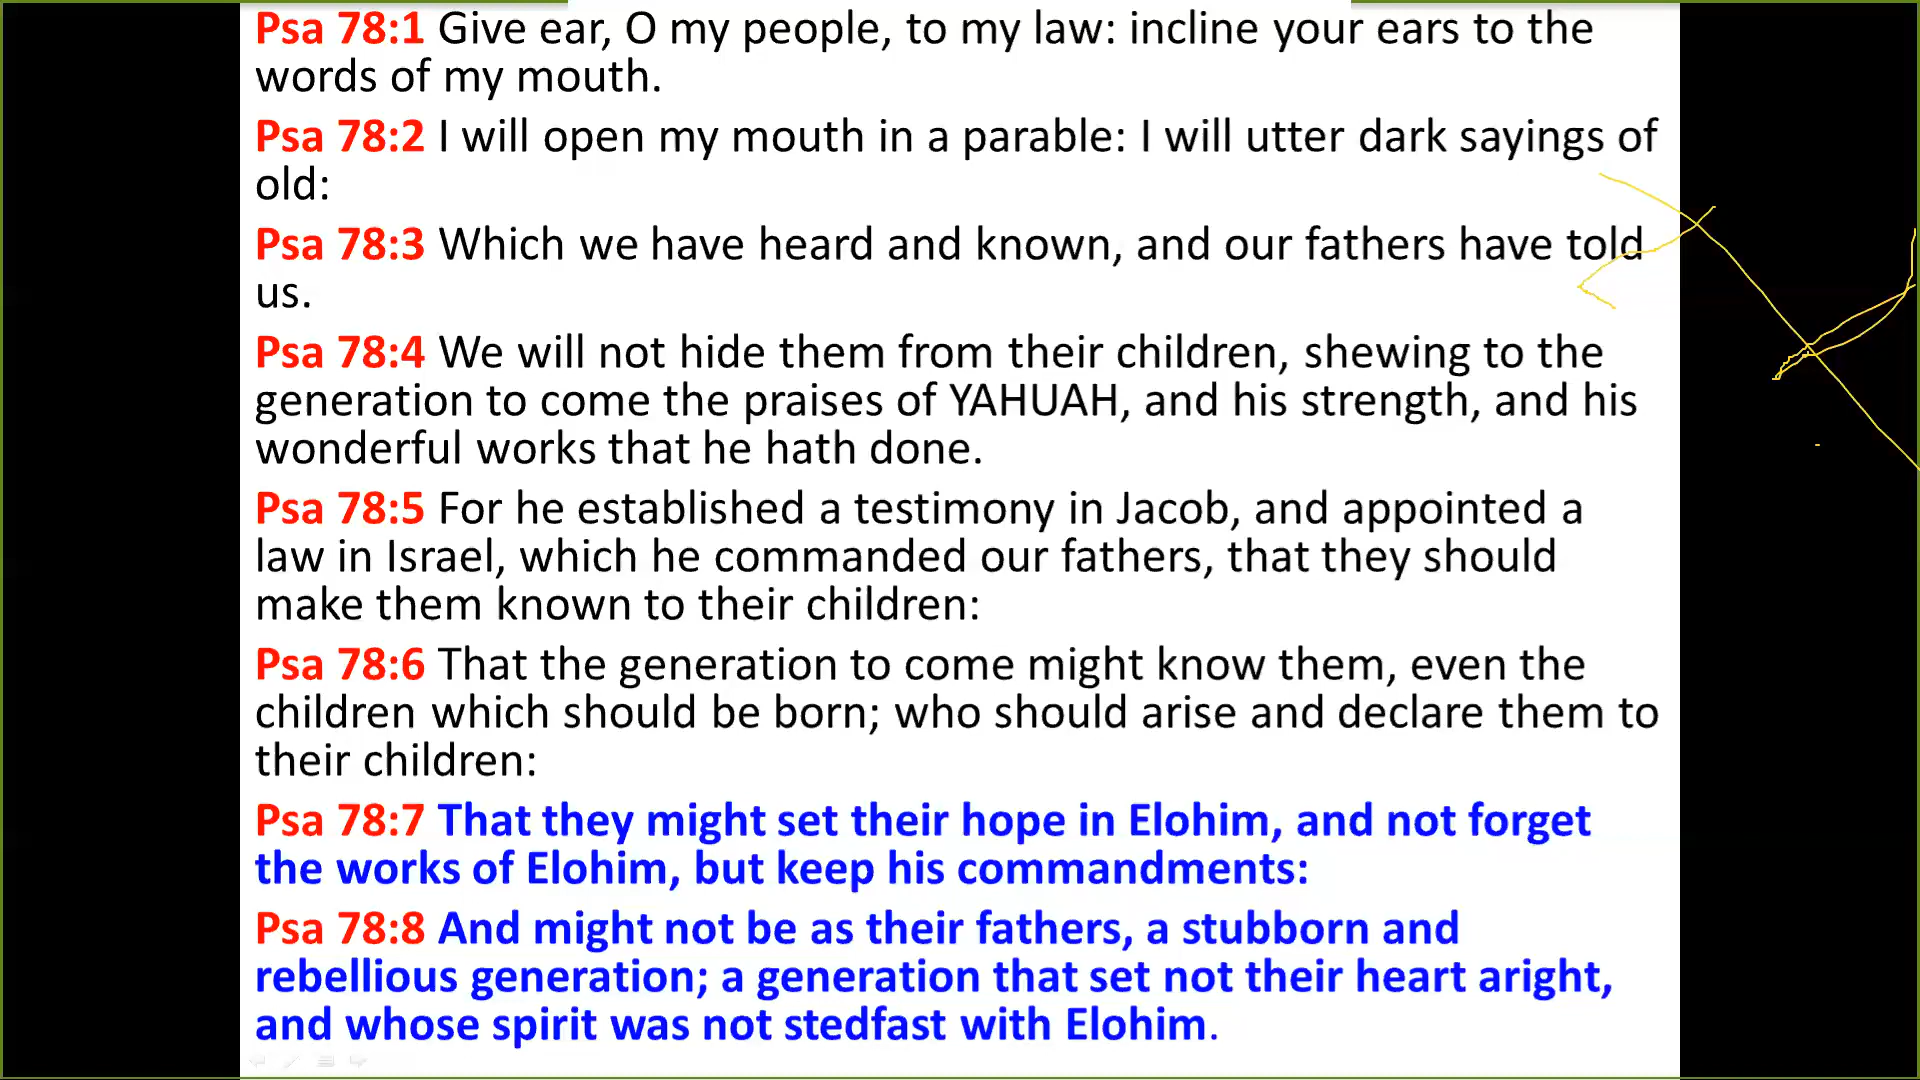 Psa 78:1 Give ear, O my people, to my law: incline your ears to the
words of my mouth.
Psa 78:2 I will open my mouth in a parable: I will utter dark sayings of
old:
Psa 78:3 Which we have heard and known, and our fathers have told
us.
Psa 78:4 We will not hide them from their children, shewing to the
generation to come the praises of YAHUAH, and his strength, and his
wonderful works that he hath done.
Psa 78:5 For he established a testimony in Jacob, and appointed a
law in Israel, which he commanded our fathers, that they should
make them known to their children:
Psa 78:6 That the generation to come might know them, even the
children which should be born; who should arise and declare them to
their children:
Psa 78:7 That they might set their hope in Elohim, and not forget
the works of Elohim, but keep his commandments:
Psa 78:8 And might not be as their fathers, a stubborn and
rebellious generation; a generation that set not their heart aright,
and whose spirit was not stedfast with Elohim.